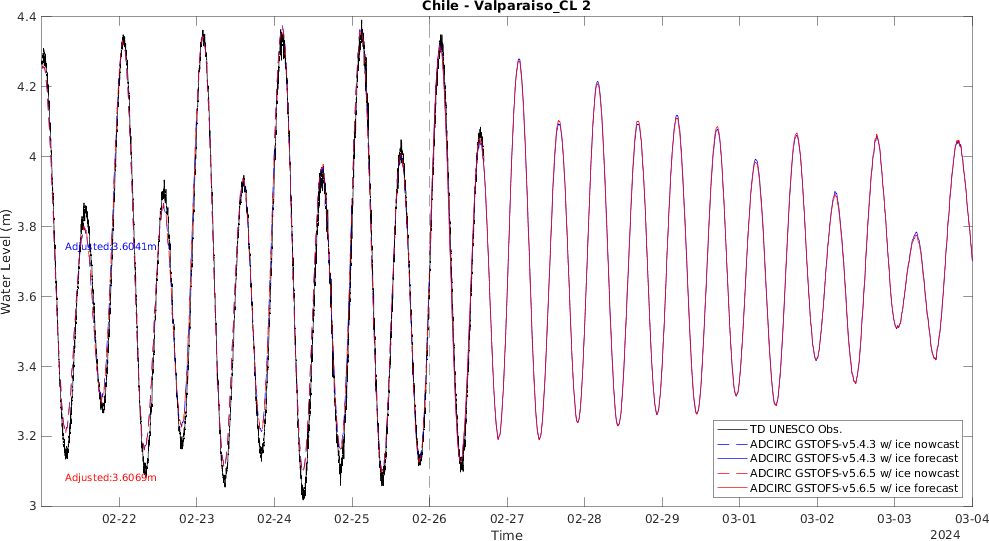 Chile - Valparaiso_CL 2
4.4
4.2
4
3.8
3.6
3.4
3.2
3
Water Level (m)
Adjusted:3.6041m
Adjusted:3.6069m
TD UNESCO Obs.
ADCIRC GSTOFS-v5.4.3 w/ ice nowcast
ADCIRC GSTOFS-v5.4.3 w/ ice forecast
ADCIRC GSTOFS-v5.6.5 w/ ice nowcast
ADCIRC GSTOFS-v5.6.5 w/ ice forecast
02-22 02-23 02-24 02-25 02-26 02-27 02-28 02-29 03-01 03-02 03-03 03-04
Time
2024